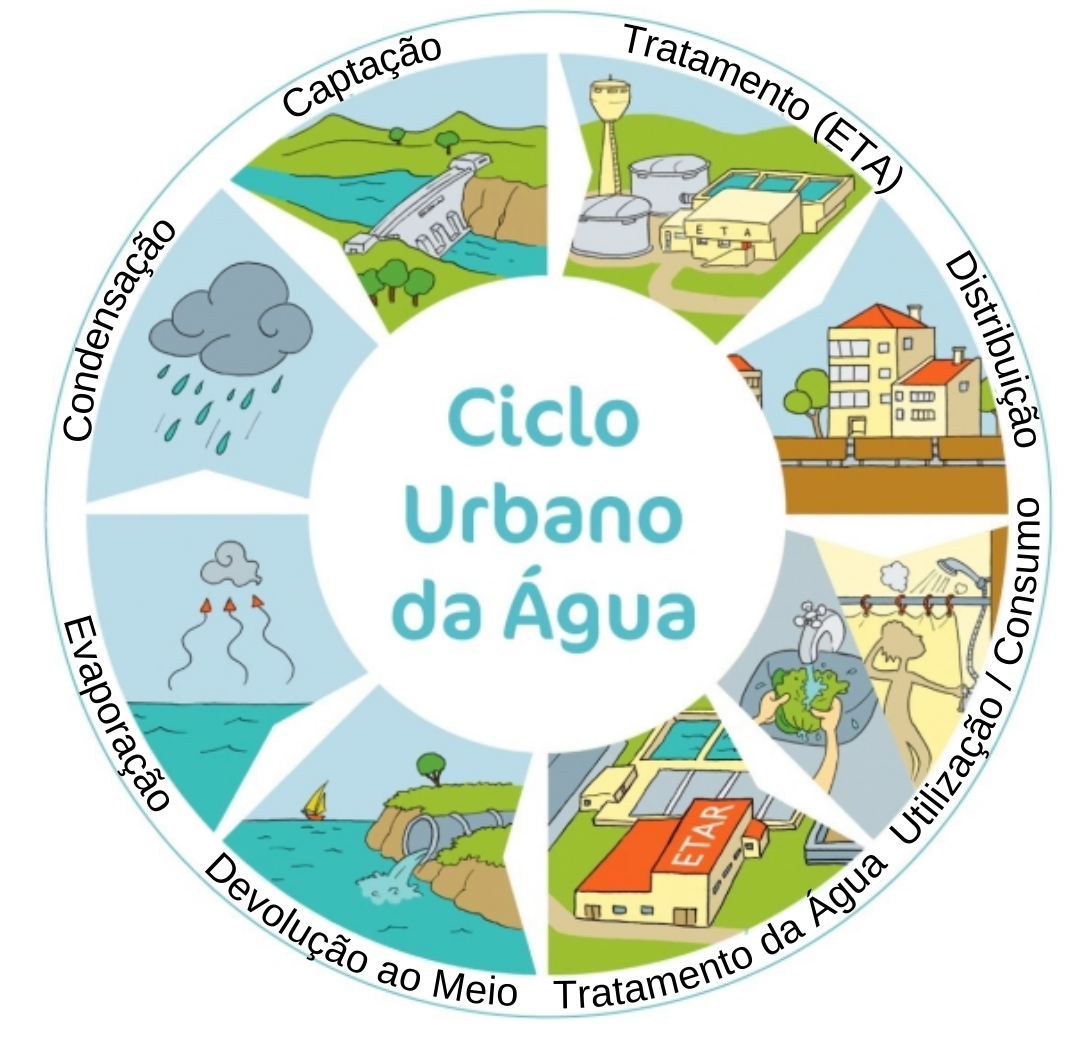 Captação
Tratamento (ETA)
E T A
Distribuição
Utilização / Consumo
Tratamento da Água
ETAR
Devolução ao Meio
Evaporação
Condensação
Ciclo
Urbano
da Água